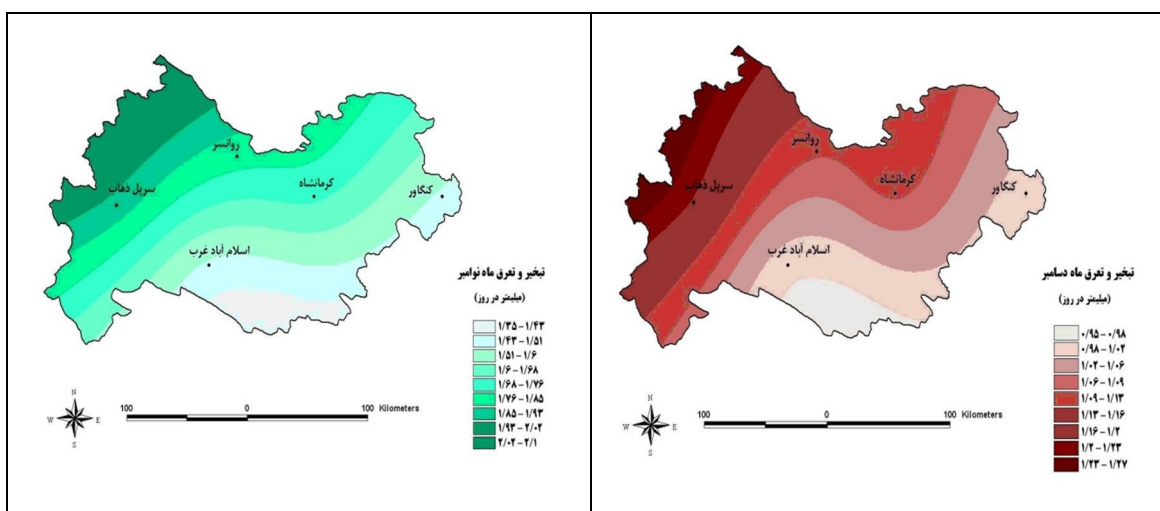 روانسر
سرپل ذهاب
کرمانشاه
کنگاور
اسلام آباد غرب
تبخیر و تعرق ماه نوامبر
(میلیمتر در روز)
۱/۳۵ - ۱/۴۳
۱/۴۳ - ۱/۵۱
۱/۵۱ - ۱/۶
۱/۶ - ۱/۶۸
۱/۶۸ - ۱/۷۶
۱/۷۶ - ۱/۸۵
۱/۸۵ - ۱/۹۳
۱/۹۳ - ۲/۰۲
۲/۰۲ - ۲/۱
N
W E
S
100 0 100 Kilometers
روانسر
سرپل ذهاب
کرمانشاه
کنگاور
اسلام آباد غرب
تبخیر و تعرق ماه دسامبر
(میلیمتر در روز)
۰/۹۵ - ۰/۹۸
۰/۹۸ - ۱/۰۲
۱/۰۲ - ۱/۰۶
۱/۰۶ - ۱/۰۹
۱/۰۹ - ۱/۱۳
۱/۱۳ - ۱/۱۶
۱/۱۶ - ۱/۲
۱/۲ - ۱/۲۳
۱/۲۳ - ۱/۲۷
N
W E
S
100 0 100 Kilometers